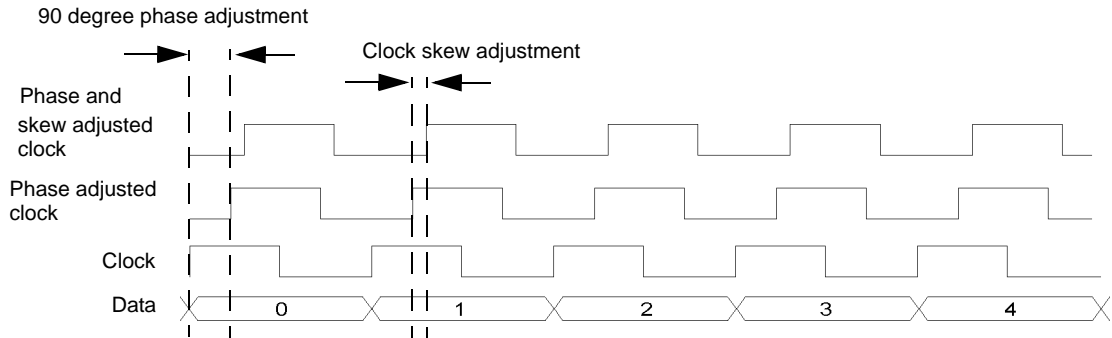 90 degree phase adjustment
Clock skew adjustment
Phase and
skew adjusted
clock
Phase adjusted
clock
Clock
Data
0 1 2 3 4